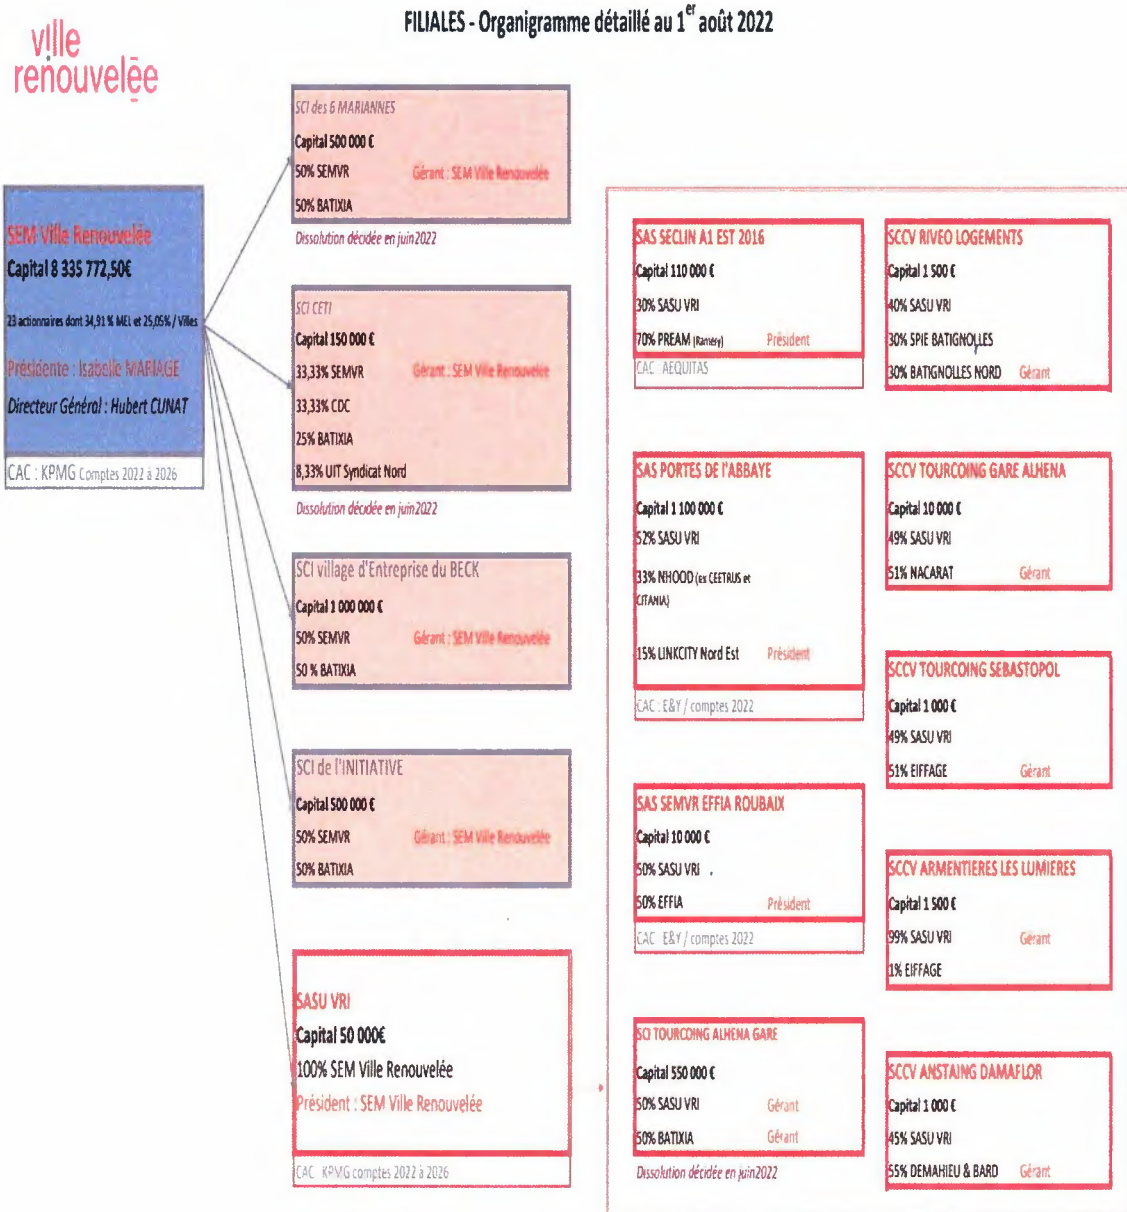 FILIALES - Organigramme détaillé au 1er août 2022
ville
renouvelée
SEM Ville Renouvelée
Capital 8 335 772,50€
23 actionnaires dont 34,91 % MEL et 25,05% / Villes
Présidente : Isabelle MARIAGE
Directeur Général : Hubert CUNAT
CAC : KPMG Comptes 2022 à 2026
SCI des 6 MARIANNES
Capital 500 000 €
50% SEMVR Gérant : SEM Ville Renouvelée
50% BATIXIA
Dissolution décidée en juin2022
SCI CETI
Capital 150 000 €
33,33% SEMVR Gérant : SEM Ville Renouvelée
33,33% CDC
25% BATIXIA
8,33% UIT Syndicat Nord
Dissolution décidée en juin2022
SCI village d'Entreprise du BECK
Capital 1 000 000 €
50% SEMVR Gérant : SEM Ville Renouvelée
50 % BATIXIA
SCI de l'INITIATIVE
Capital 500 000 €
50% SEMVR Gérant : SEM Ville Renouvelée
50% BATIXIA
SASU VRI
Capital 50 000€
100% SEM Ville Renouvelée
Président : SEM Ville Renouvelée
CAC : KPMG comptes 2022 à 2026
SAS SECLIN A1 EST 2016
Capital 110 000 €
30% SASU VRI
70% PREAM (Ramery) Président
CAC : AEQUITAS
SAS PORTES DE l'ABBAYE
Capital 1 100 000 €
52% SASU VRI
33% NHOOD (ex CEETRUS et
CITANIA)
15% LINKCITY Nord Est Président
CAC : E&Y / comptes 2022
SAS SEMVR EFFIA ROUBAIX
Capital 10 000 €
50% SASU VRI
50% EFFIA Président
CAC : E&Y / comptes 2022
SCI TOURCOING ALHENA GARE
Capital 550 000 €
50% SASU VRI Gérant
50% BATIXIA Gérant
Dissolution décidée en juin2022
SCCV RIVEO LOGEMENTS
Capital 1 500 €
40% SASU VRI
30% SPIE BATIGNOLLES
30% BATIGNOLLES NORD Gérant
SCCV TOURCOING GARE ALHENA
Capital 10 000 €
49% SASU VRI
51% NACARAT Gérant
SCCV TOURCOING SEBASTOPOL
Capital 1 000 €
49% SASU VRI
51% EIFFAGE Gérant
SCCV ARMENTIERES LES LUMIERES
Capital 1 500 €
99% SASU VRI Gérant
1% EIFFAGE
SCCV ANSTAING DAMAFLOR
Capital 1 000 €
45% SASU VRI
55% DEMAHIEU & BARD Gérant